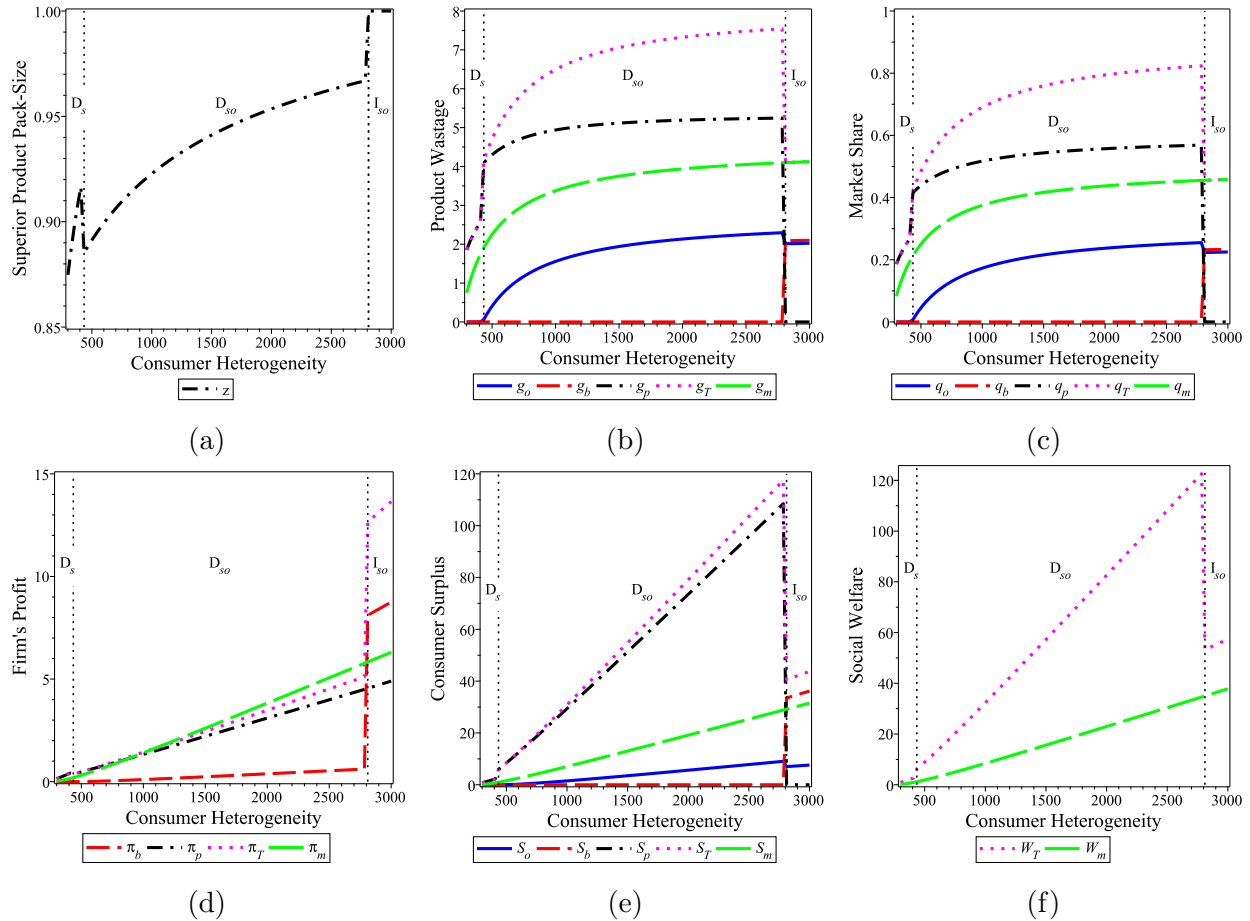 1.00
0.95
0.90
0.85
Superior Product Pack-Size
D_s
D_so
I_so
500 1000 1500 2000 2500 3000
Consumer Heterogeneity
z
(a)
8
7
6
5
4
3
2
1
0
Product Wastage
D_s
D_so
I_so
500 1000 1500 2000 2500 3000
Consumer Heterogeneity
g_o g_b g_p g_T g_m
(b)
1
0.8
0.6
0.4
0.2
0
Market Share
D_s
D_so
I_so
500 1000 1500 2000 2500 3000
Consumer Heterogeneity
q_o q_b q_p q_T q_m
(c)
15
10
5
0
Firm's Profit
D_s
D_so
I_so
500 1000 1500 2000 2500 3000
Consumer Heterogeneity
π_b π_p π_T π_m
(d)
120
100
80
60
40
20
0
Consumer Surplus
D_s
D_so
I_so
500 1000 1500 2000 2500 3000
Consumer Heterogeneity
S_o S_b S_p S_T S_m
(e)
120
100
80
60
40
20
0
Social Welfare
D_s
D_so
I_so
500 1000 1500 2000 2500 3000
Consumer Heterogeneity
W_T W_m
(f)